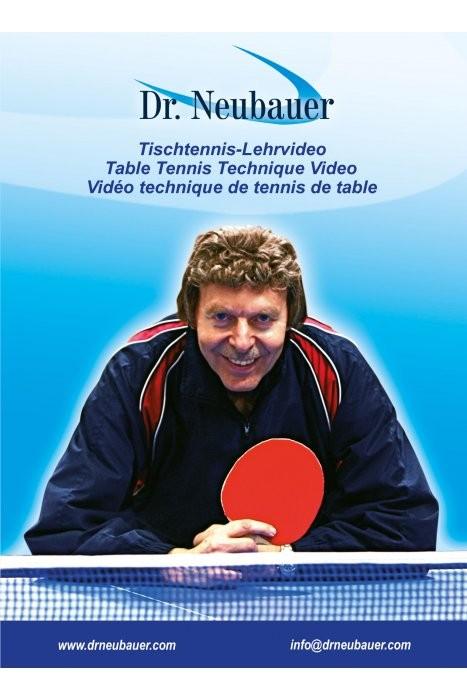 Dr. Neubauer
Tischtennis-Lehrvideo
Table Tennis Technique Video
Vidéo technique de tennis de table
www.drneubauer.com
info@drneubauer.com